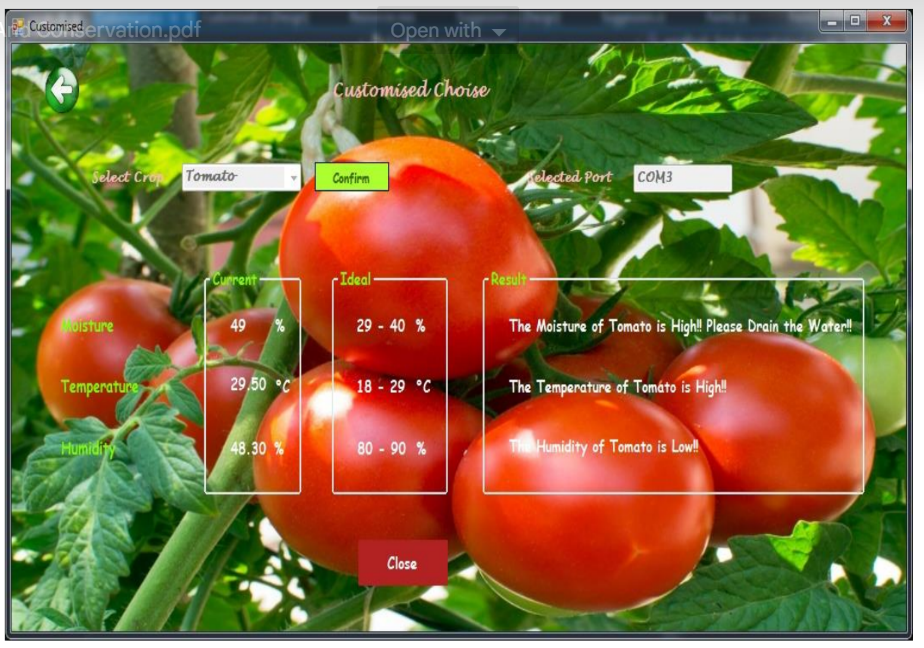 Customised
And Conservation.pdf
Open with
Customised Choise
Select Crop Tomato Confirm Selected Port COM3
Current Ideal Result
Moisture 49 % 29 - 40 % The Moisture of Tomato is High!! Please Drain the Water!!
Temperature 29.50 °C 18 - 29 °C The Temperature of Tomato is High!!
Humidity 48.30 % 80 - 90 % The Humidity of Tomato is Low!!
Close